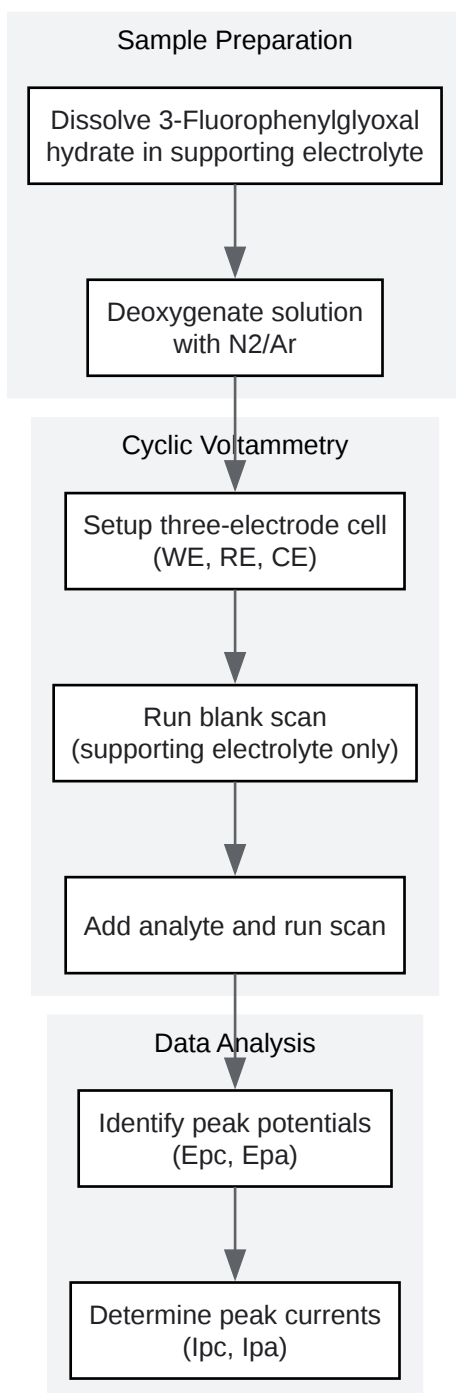 Sample Preparation
Dissolve 3-Fluorophenylglyoxal
hydrate in supporting electrolyte
Deoxygenate solution
with N2/Ar
Cyclic Voltammetry
Setup three-electrode cell
(WE, RE, CE)
Run blank scan
(supporting electrolyte only)
Add analyte and run scan
Data Analysis
Identify peak potentials
(Epc, Epa)
Determine peak currents
(Ipc, Ipa)